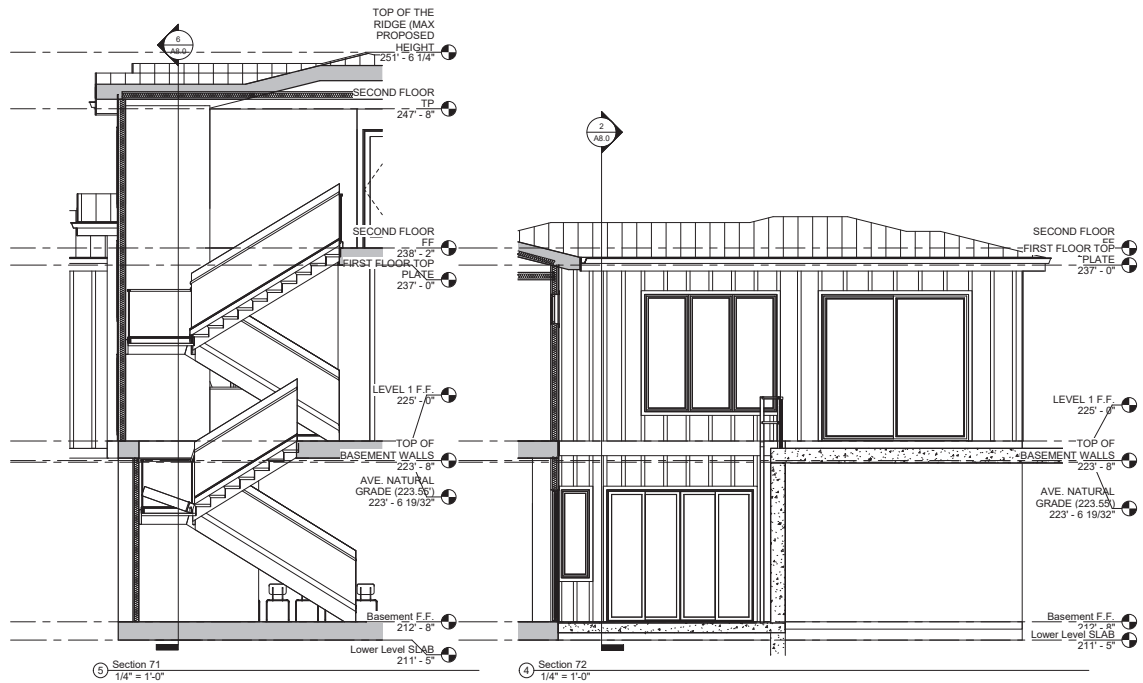 6
A8.0
TOP OF THE
RIDGE (MAX
PROPOSED
HEIGHT
251' - 6 1/4"
SECOND FLOOR
TP
247' - 8"
SECOND FLOOR
FF
238' - 2"
FIRST FLOOR TOP
PLATE
237' - 0"
LEVEL 1 F.F.
225' - 0"
TOP OF
BASEMENT WALLS
223' - 8"
AVE. NATURAL
GRADE (223.55')
223' - 6 19/32"
Basement F.F.
212' - 8"
Lower Level SLAB
211' - 5"
5
Section 71
1/4" = 1'-0"
2
A8.0
SECOND FLOOR
FF
FIRST FLOOR TOP
PLATE
237' - 0"
LEVEL 1 F.F.
225' - 0"
TOP OF
BASEMENT WALLS
223' - 8"
AVE. NATURAL
GRADE (223.55')
223' - 6 19/32"
Basement F.F.
212' - 8"
Lower Level SLAB
211' - 5"
4
Section 72
1/4" = 1'-0"